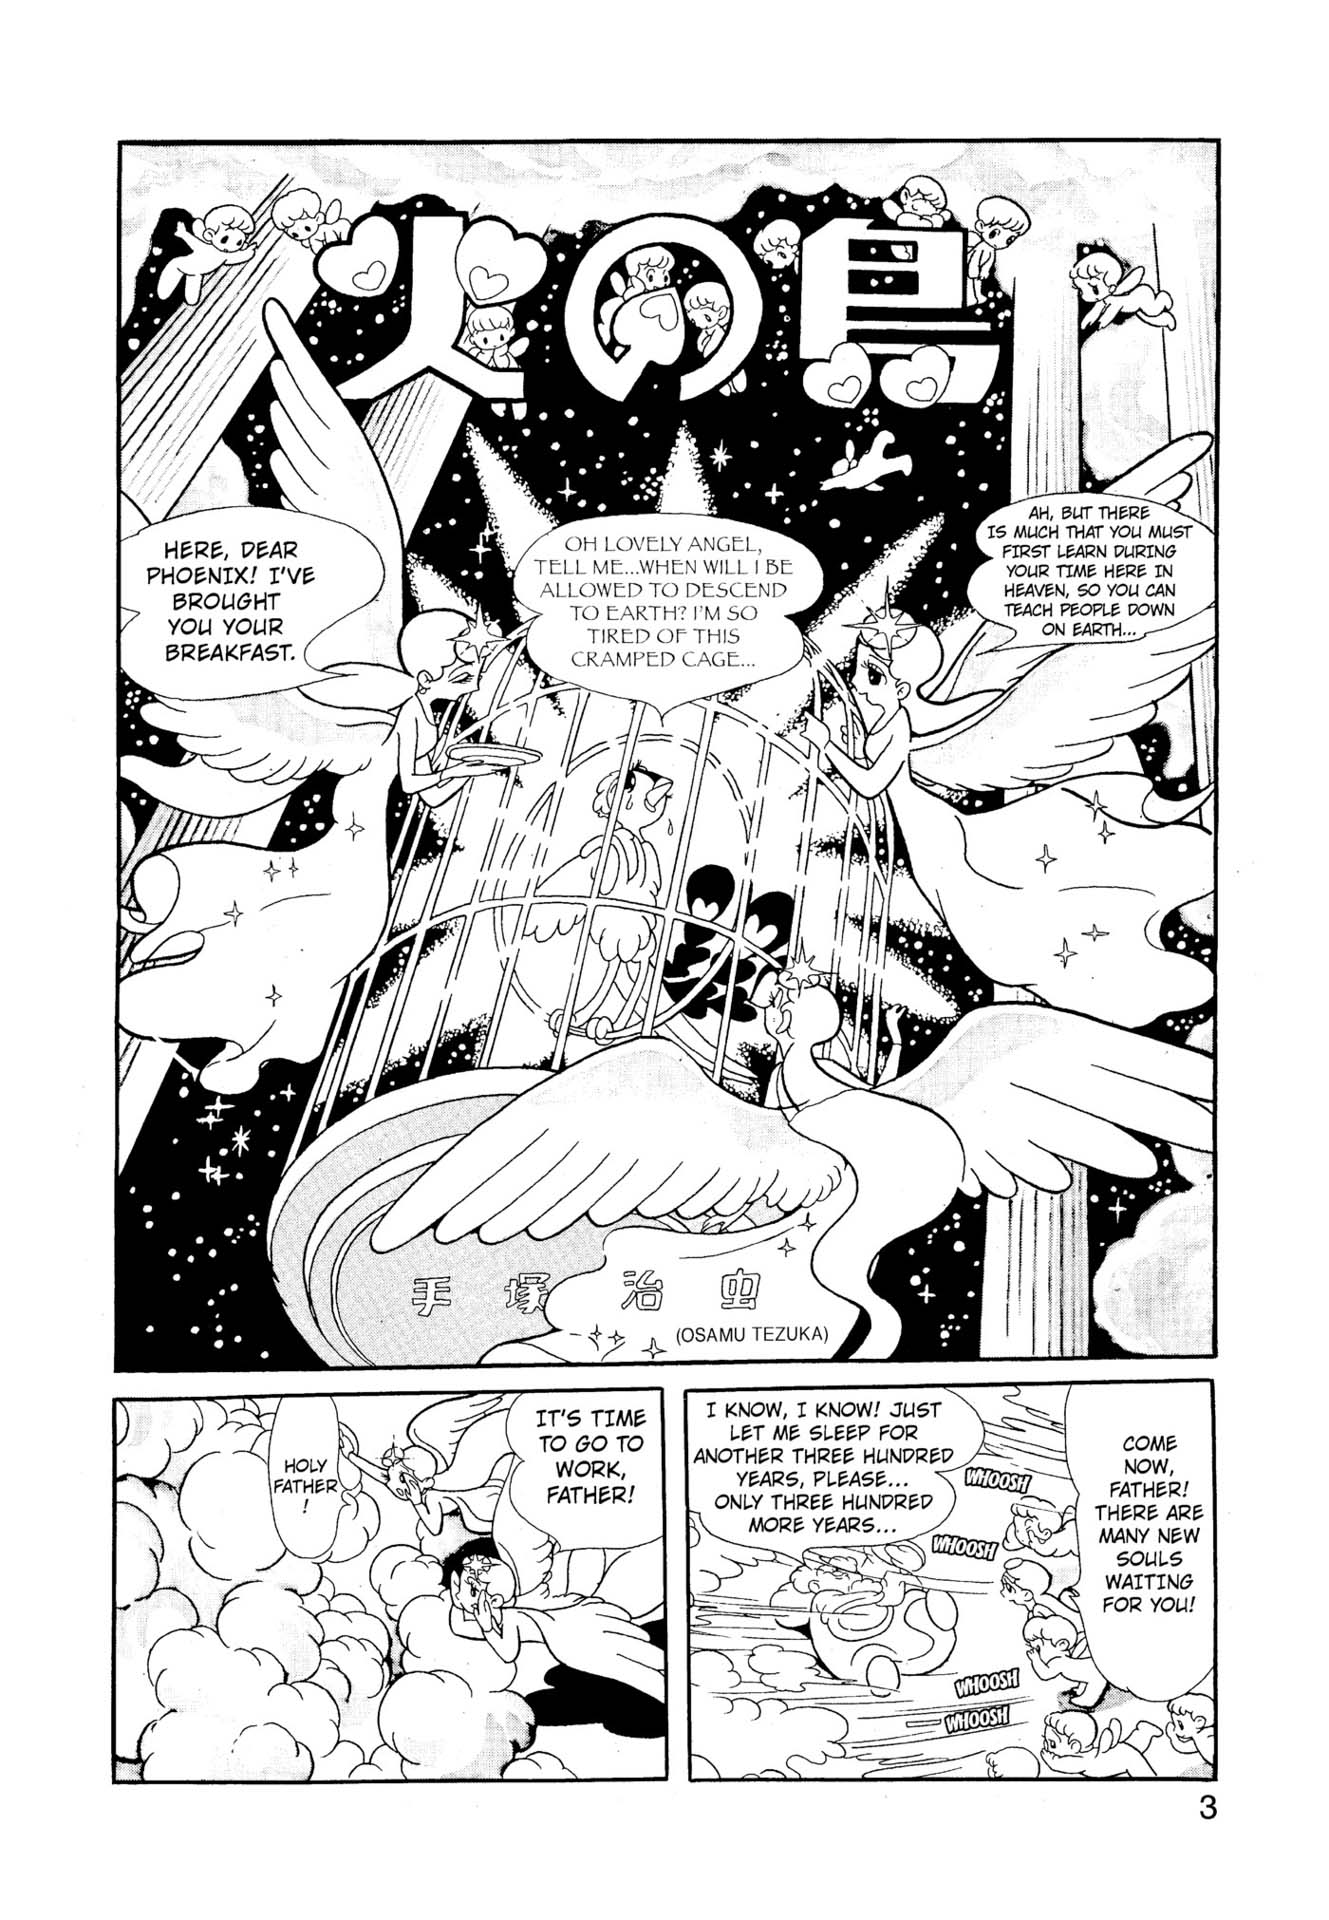 火の鳥
HERE, DEAR
PHOENIX! I'VE
BROUGHT
YOU YOUR
BREAKFAST.
OH LOVELY ANGEL,
TELL ME...WHEN WILL I BE
ALLOWED TO DESCEND
TO EARTH? I'M SO
TIRED OF THIS
CRAMPED CAGE...
AH, BUT THERE
IS MUCH THAT YOU MUST
FIRST LEARN DURING
YOUR TIME HERE IN
HEAVEN, SO YOU CAN
TEACH PEOPLE DOWN
ON EARTH...
手塚治虫
(OSAMU TEZUKA)
HOLY
FATHER
!
IT'S TIME
TO GO TO
WORK,
FATHER!
I KNOW, I KNOW! JUST
LET ME SLEEP FOR
ANOTHER THREE HUNDRED
YEARS, PLEASE...
ONLY THREE HUNDRED
MORE YEARS...
COME
NOW,
FATHER!
THERE ARE
MANY NEW
SOULS
WAITING
FOR YOU!
WHOOSH
WHOOSH
WHOOSH
WHOOSH
3